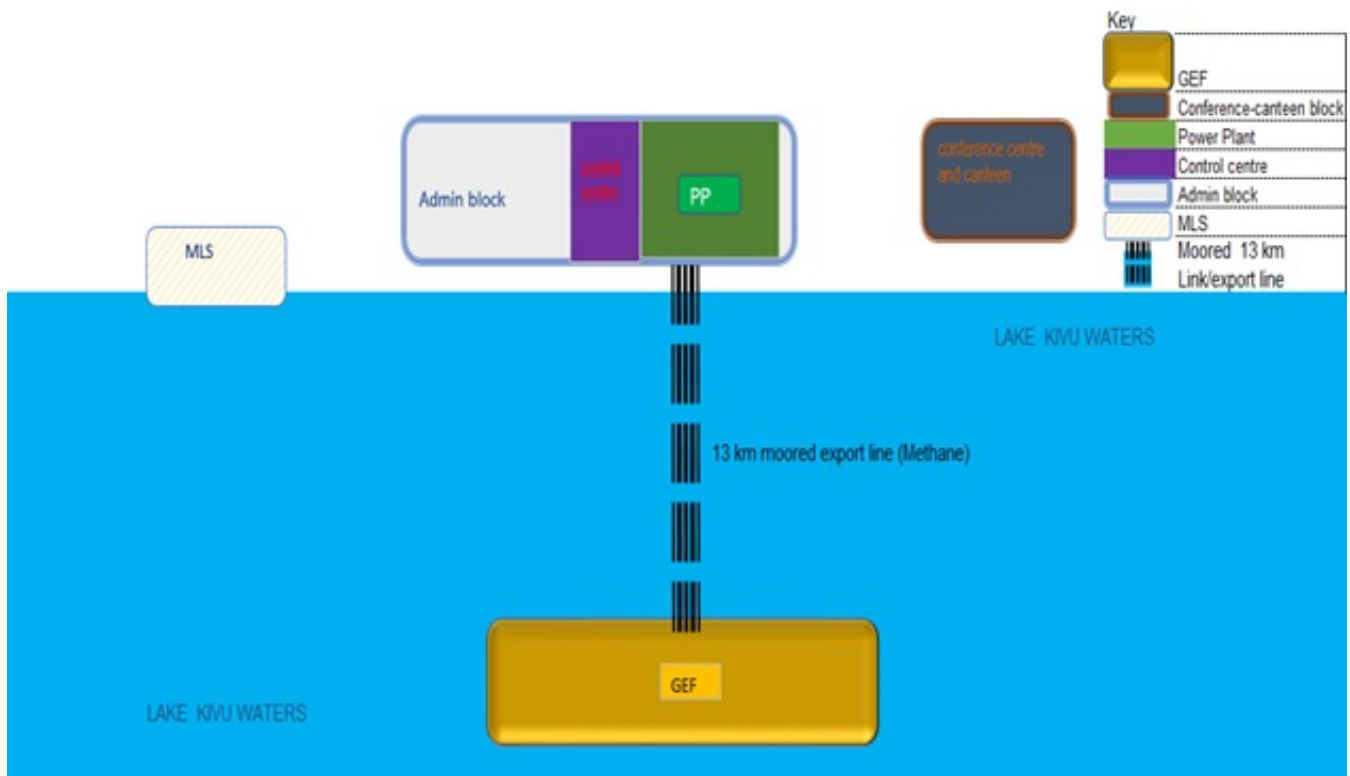 Key
GEF
Conference-canteen block
Power Plant
Control centre
Admin block
MLS
Moored 13 km
Link/export line
conference centre
and canteen
Admin block
PP
MLS
LAKE KIVU WATERS
13 km moored export line (Methane)
GEF
LAKE KIVU WATERS